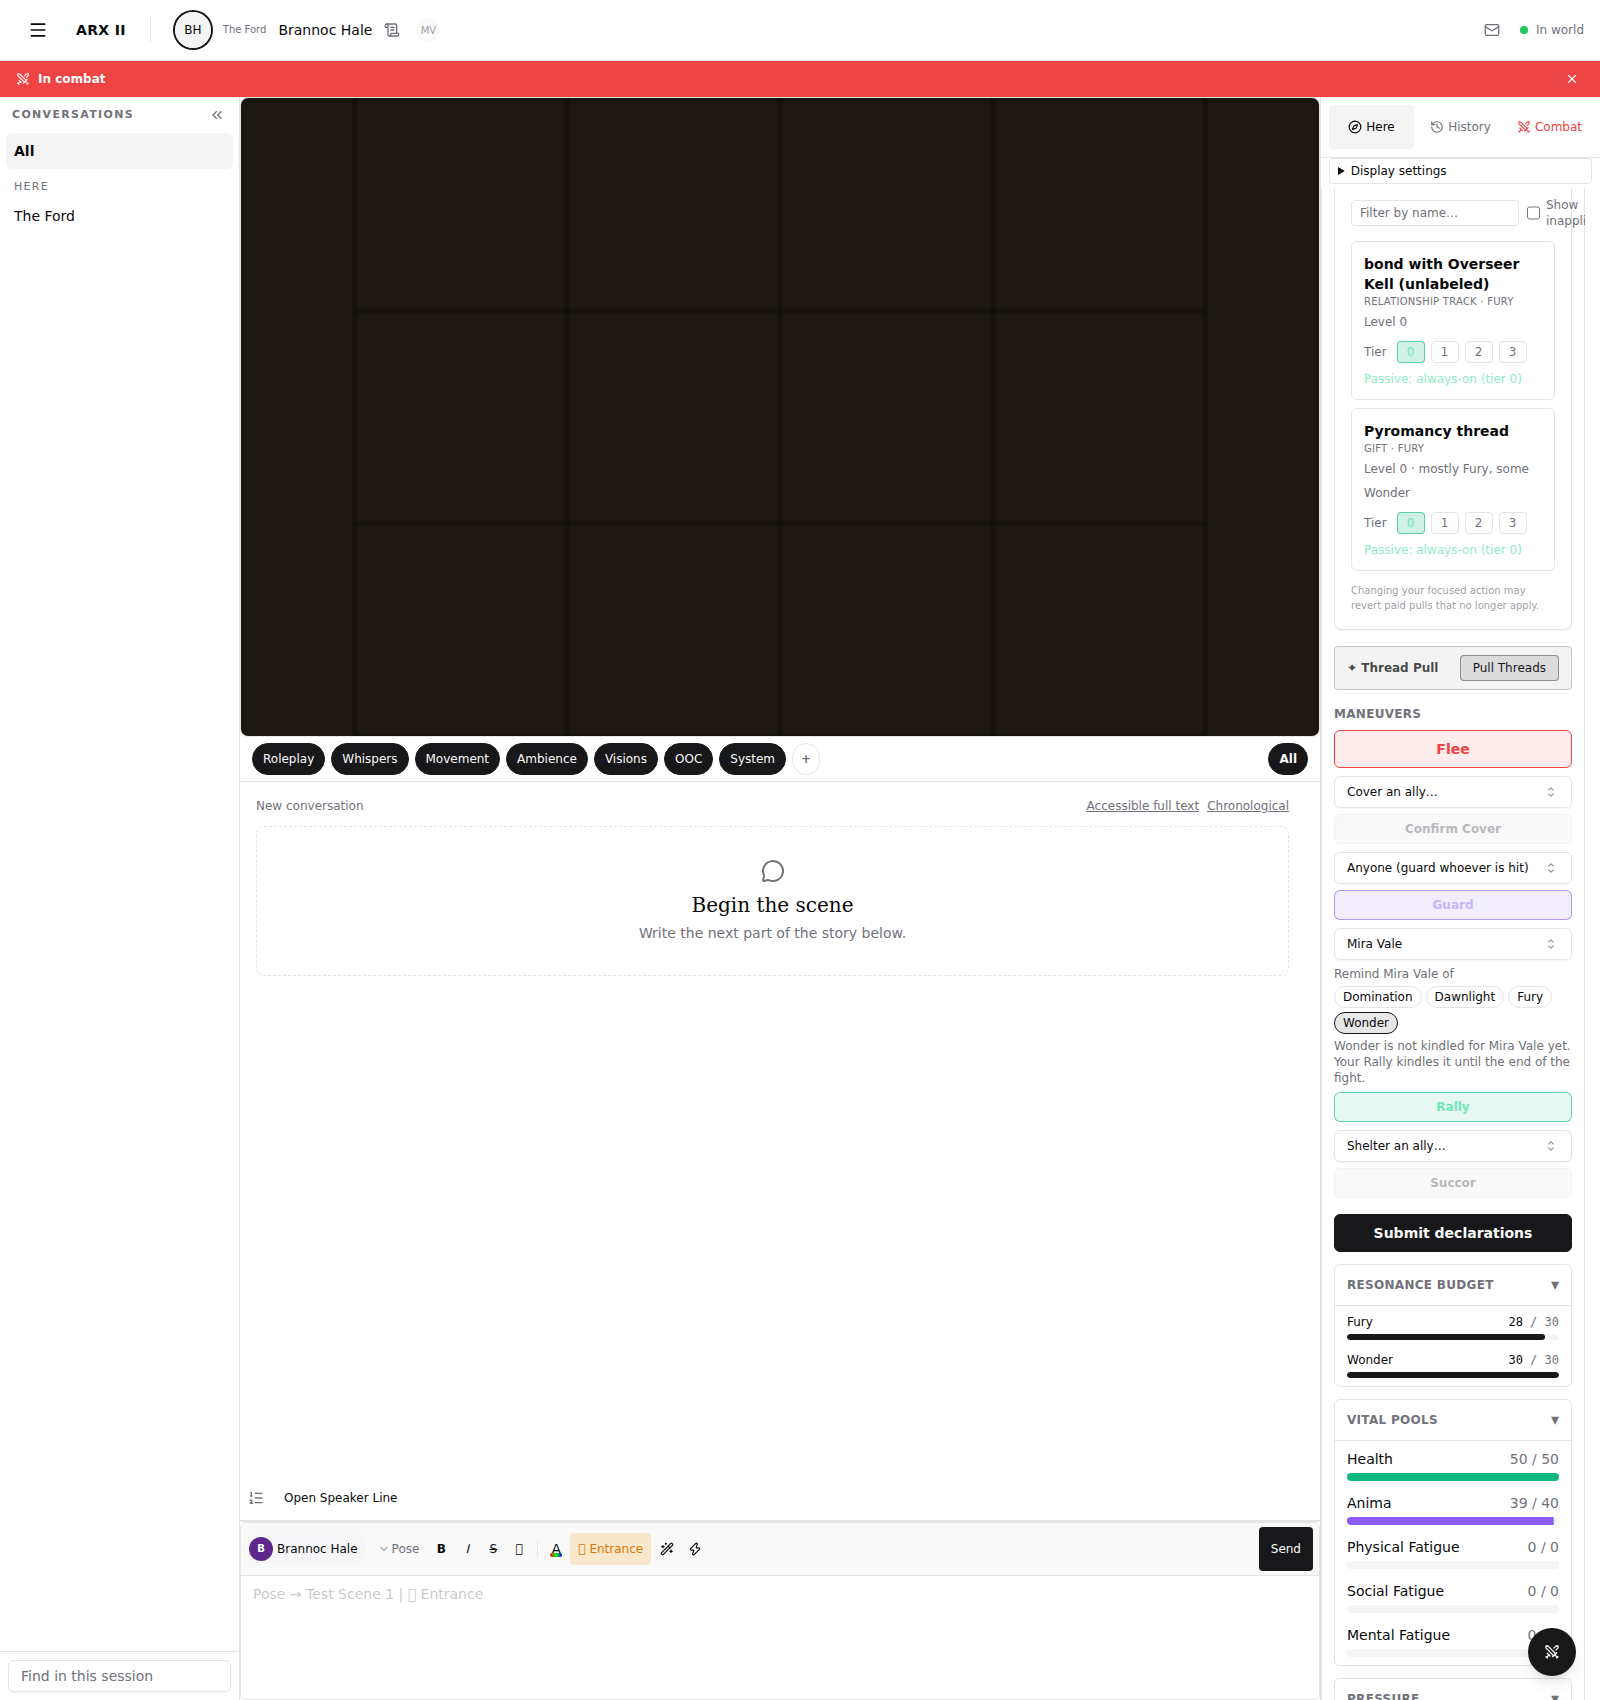 ARX II
BH
The Ford
Brannoc Hale
MV
In world
In combat
CONVERSATIONS
All
HERE
The Ford
Find in this session
Roleplay
Whispers
Movement
Ambience
Visions
OOC
System
+
All
New conversation
Accessible full text
Chronological
Begin the scene
Write the next part of the story below.
Open Speaker Line
B
Brannoc Hale
Pose
B
I
S
A
Entrance
Send
Pose → Test Scene 1 | Entrance
Here
History
Combat
Display settings
Filter by name...
Show
bond with Overseer
Kell (unlabeled)
RELATIONSHIP TRACK · FURY
Level 0
Tier 0 1 2 3
Passive: always-on (tier 0)
Pyromancy thread
GIFT · FURY
Level 0 · mostly Fury, some
Wonder
Tier 0 1 2 3
Passive: always-on (tier 0)
Changing your focused action may
revert paid pulls that no longer apply.
✦ Thread Pull
Pull Threads
MANEUVERS
Flee
Cover an ally...
Confirm Cover
Anyone (guard whoever is hit)
Guard
Mira Vale
Remind Mira Vale of
Domination
Dawnlight
Fury
Wonder
Wonder is not kindled for Mira Vale yet.
Your Rally kindles it until the end of the
fight.
Rally
Shelter an ally...
Succor
Submit declarations
RESONANCE BUDGET ▼
Fury 28 / 30
Wonder 30 / 30
VITAL POOLS ▼
Health 50 / 50
Anima 39 / 40
Physical Fatigue 0 / 0
Social Fatigue 0 / 0
Mental Fatigue 0
PRESSURE ▼